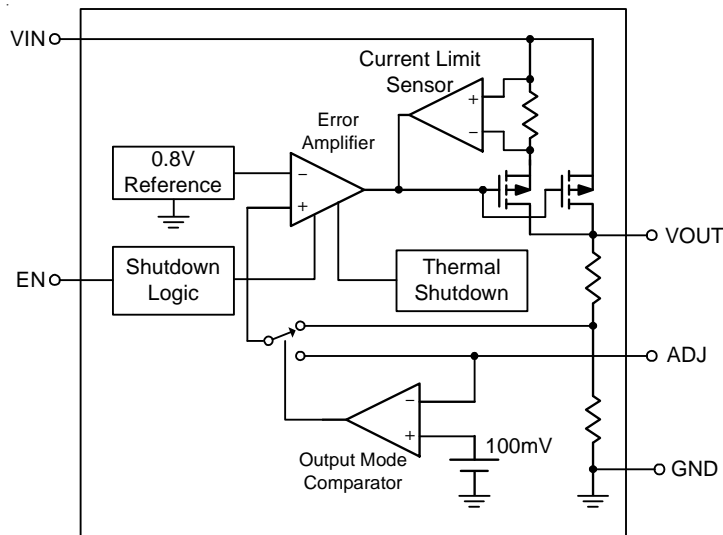 VIN
Current Limit
Sensor
+
−
Error
Amplifier
0.8V
Reference
−
+
VOUT
EN
Shutdown
Logic
Thermal
Shutdown
ADJ
−
+
100mV
Output Mode
Comparator
GND